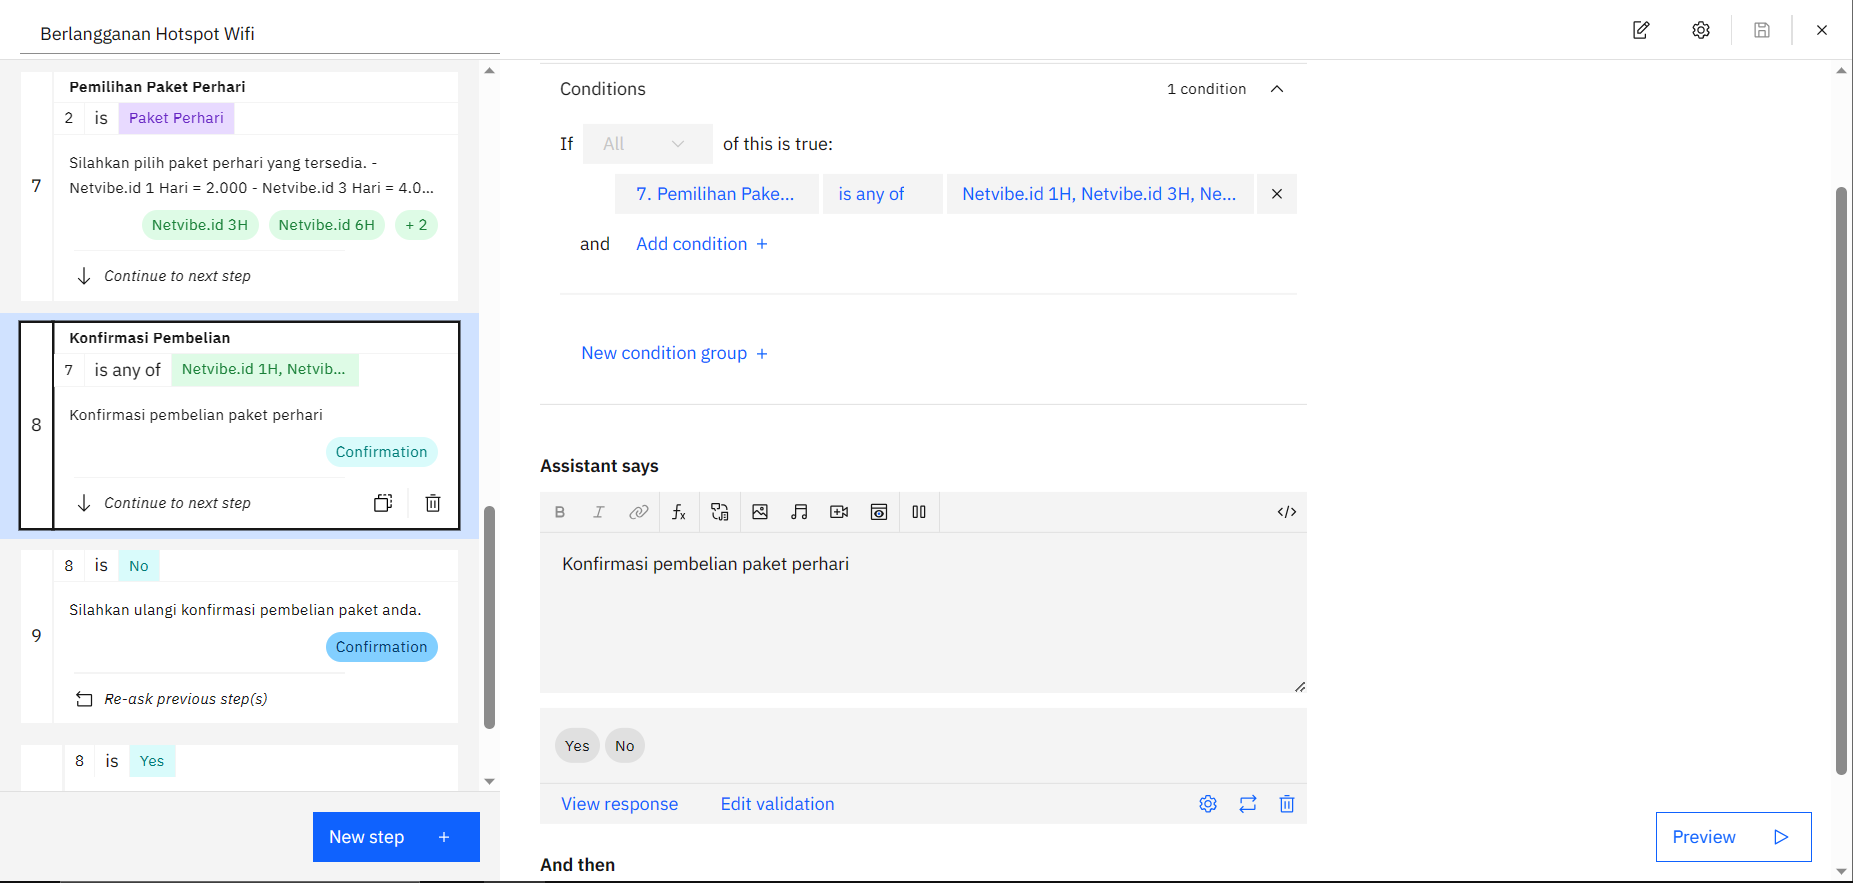 Berlangganan Hotspot Wifi
Pemilihan Paket Perhari
2 is Paket Perhari
7
Silahkan pilih paket perhari yang tersedia. -
Netvibe.id 1 Hari = 2.000 - Netvibe.id 3 Hari = 4.0...
Netvibe.id 3H Netvibe.id 6H + 2
Continue to next step
Konfirmasi Pembelian
7 is any of Netvibe.id 1H, Netvib...
8
Konfirmasi pembelian paket perhari
Confirmation
Continue to next step
8 is No
9
Silahkan ulangi konfirmasi pembelian paket anda.
Confirmation
Re-ask previous step(s)
8 is Yes
New step +
Conditions 1 condition
If All of this is true:
7. Pemilihan Pake... is any of Netvibe.id 1H, Netvibe.id 3H, Ne...
and Add condition +
New condition group +
Assistant says
B I fx </>
Konfirmasi pembelian paket perhari
Yes No
View response Edit validation
And then
Preview